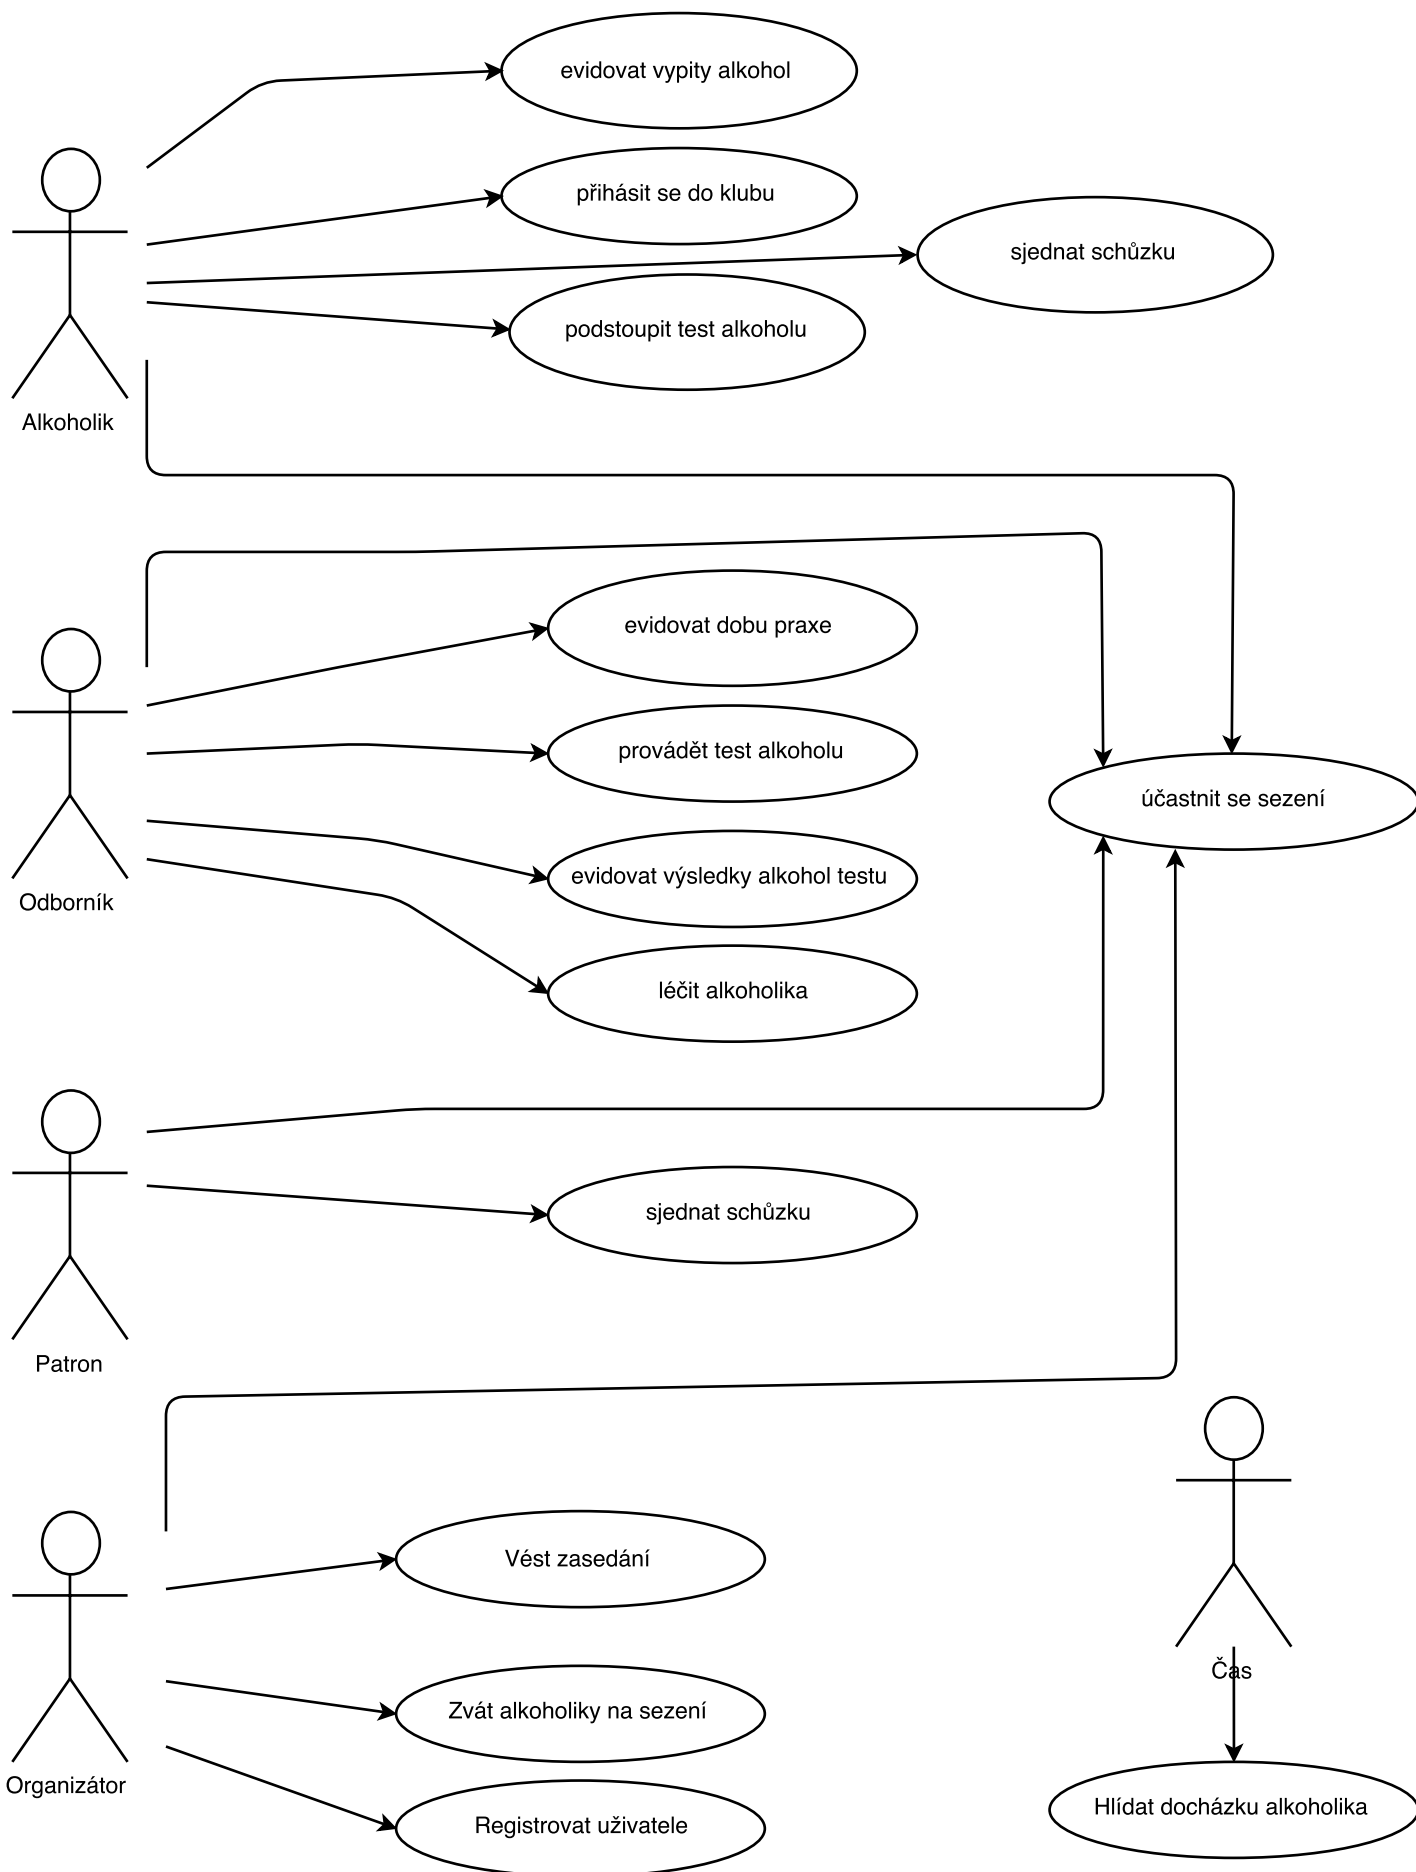 evidovat vypity alkohol
přihásit se do klubu
sjednat schůzku
podstoupit test alkoholu
Alkoholik
evidovat dobu praxe
provádět test alkoholu
účastnit se sezení
evidovat výsledky alkohol testu
Odborník
léčit alkoholika
sjednat schůzku
Patron
Vést zasedání
Čas
Zvát alkoholiky na sezení
Organizátor
Hlídat docházku alkoholika
Registrovat uživatele